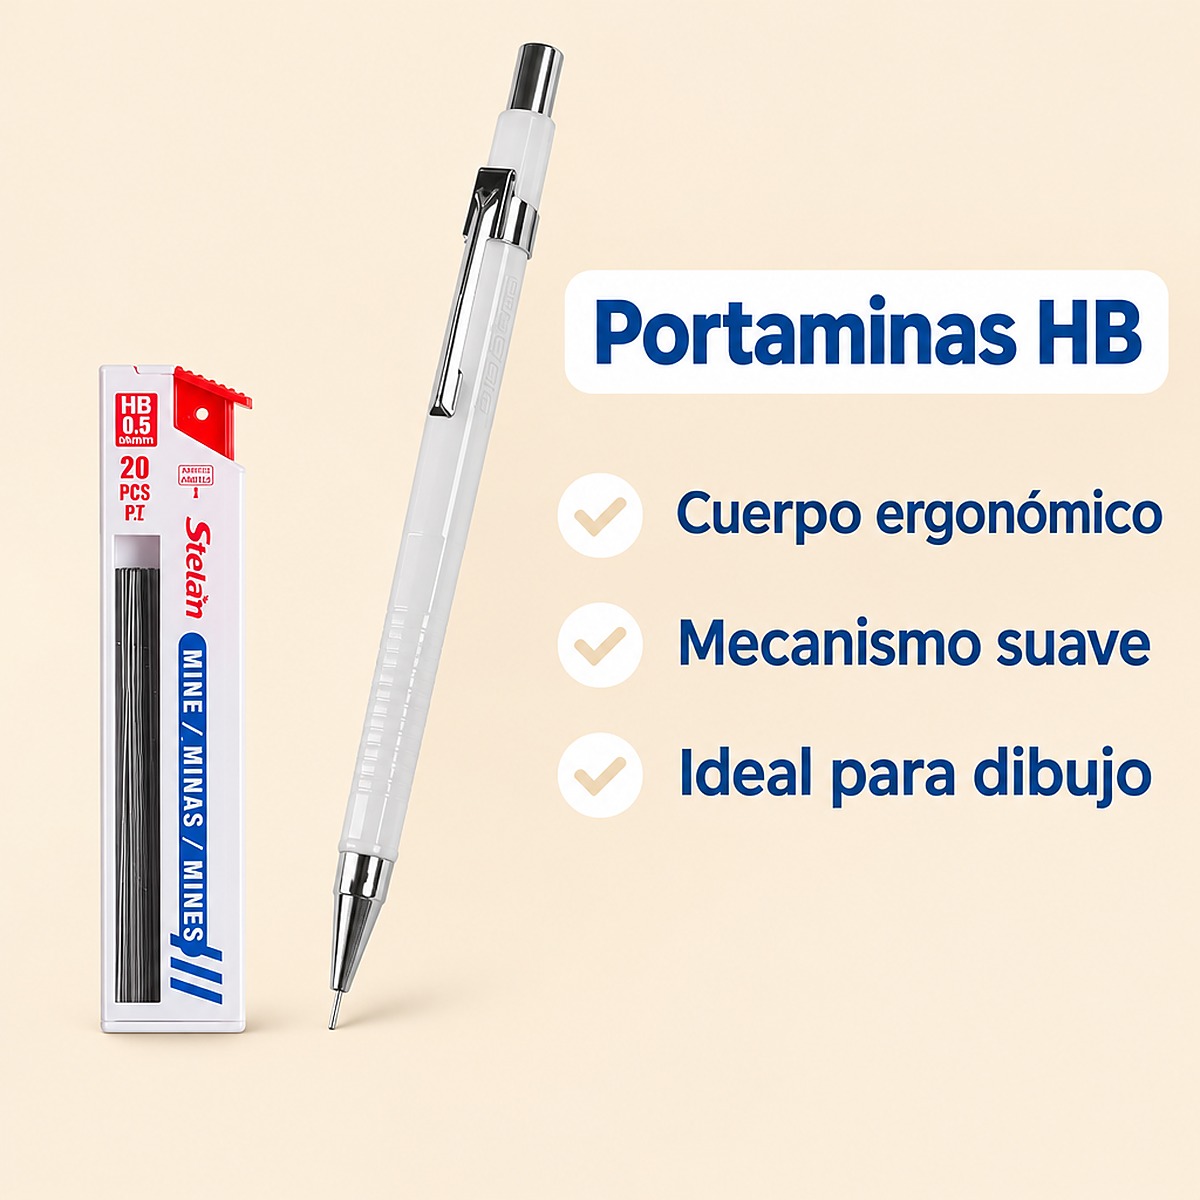 Portaminas HB
Cuerpo ergonómico
Mecanismo suave
Ideal para dibujo
HB
0.5
20
PCS
Stelan
MINE / MINAS / MINES